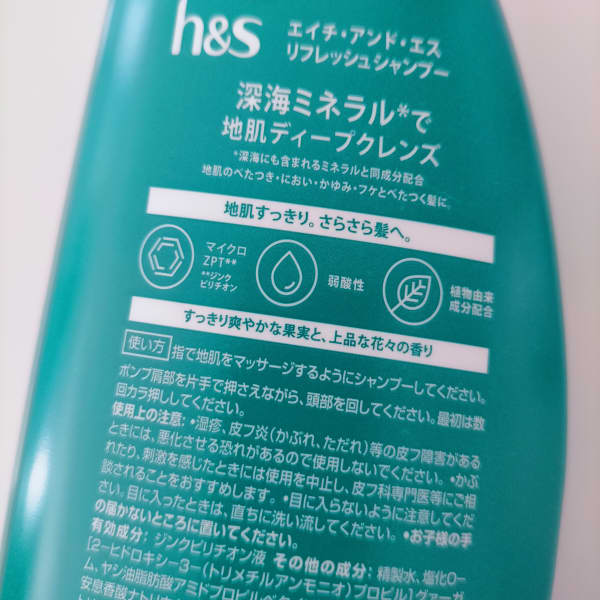 h&s エイチ・アンド・エス
リフレッシュシャンプー
深海ミネラル*で
地肌ディープクレンズ
*深海にも含まれるミネラルと同成分配合
地肌のべたつき・におい・かゆみ・フケとべたつく髪に。
地肌すっきり。さらさら髪へ。
マイクロ
ZPT**
**ジンク
ピリチオン
弱酸性
植物由来
成分配合
すっきり爽やかな果実と、上品な花々の香り
使い方 指で地肌をマッサージするようにシャンプーしてください。
ポンプ肩部を片手で押さえながら、頭部を回してください。最初は数
回カラ押ししてください。
使用上の注意: •湿疹、皮フ炎(かぶれ、ただれ)等の皮フ障害がある
ときには、悪化させる恐れがあるので使用しないでください。•かぶ
れたり、刺激を感じたときには使用を中止し、皮フ科専門医等にご相
談されることをおすすめします。 •目に入らないように注意してくだ
さい。目に入ったときは、直ちに洗い流してください。 •お子様の手
の届かないところに置いてください。
有効成分: ジンクピリチオン液 その他の成分: 精製水、塩化O-
[2-ヒドロキシ-3-(トリメチルアンモニオ)プロピル]グァーガ
ム、ヤシ油脂肪酸アミドプロピルベタ
安息香酸ナトリ